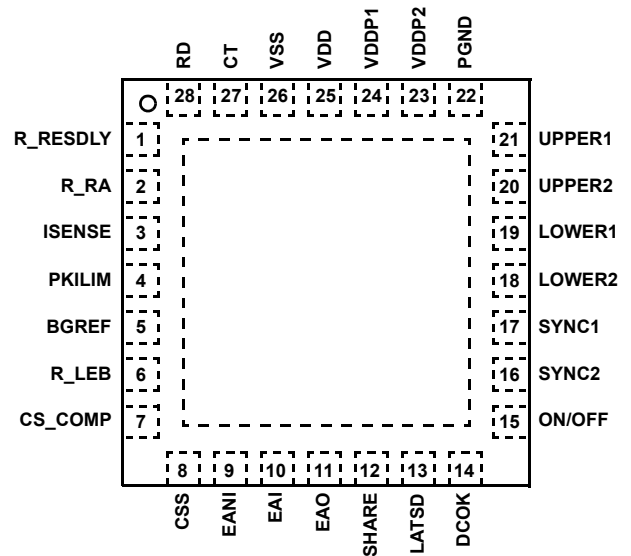 RD
CT
VSS
VDD
VDDP1
VDDP2
PGND
28
27
26
25
24
23
22
R_RESDLY 1
R_RA 2
ISENSE 3
PKILIM 4
BGREF 5
R_LEB 6
CS_COMP 7
21 UPPER1
20 UPPER2
19 LOWER1
18 LOWER2
17 SYNC1
16 SYNC2
15 ON/OFF
8
9
10
11
12
13
14
CSS
EANI
EAI
EAO
SHARE
LATSD
DCOK